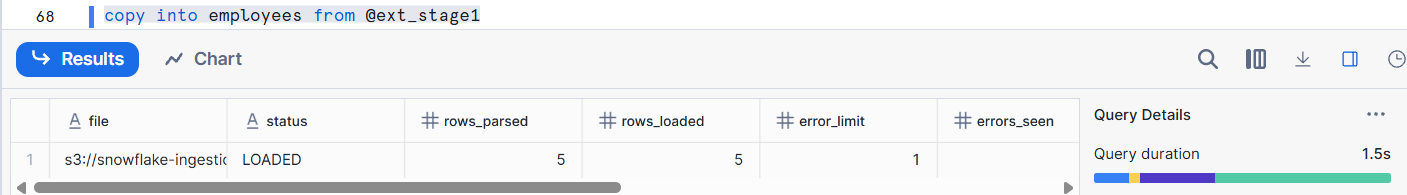 68 copy into employees from @ext_stage1
Results Chart
file status rows_parsed rows_loaded error_limit errors_seen
Query Details
1 s3://snowflake-ingestic LOADED 5 5 1
Query duration 1.5s